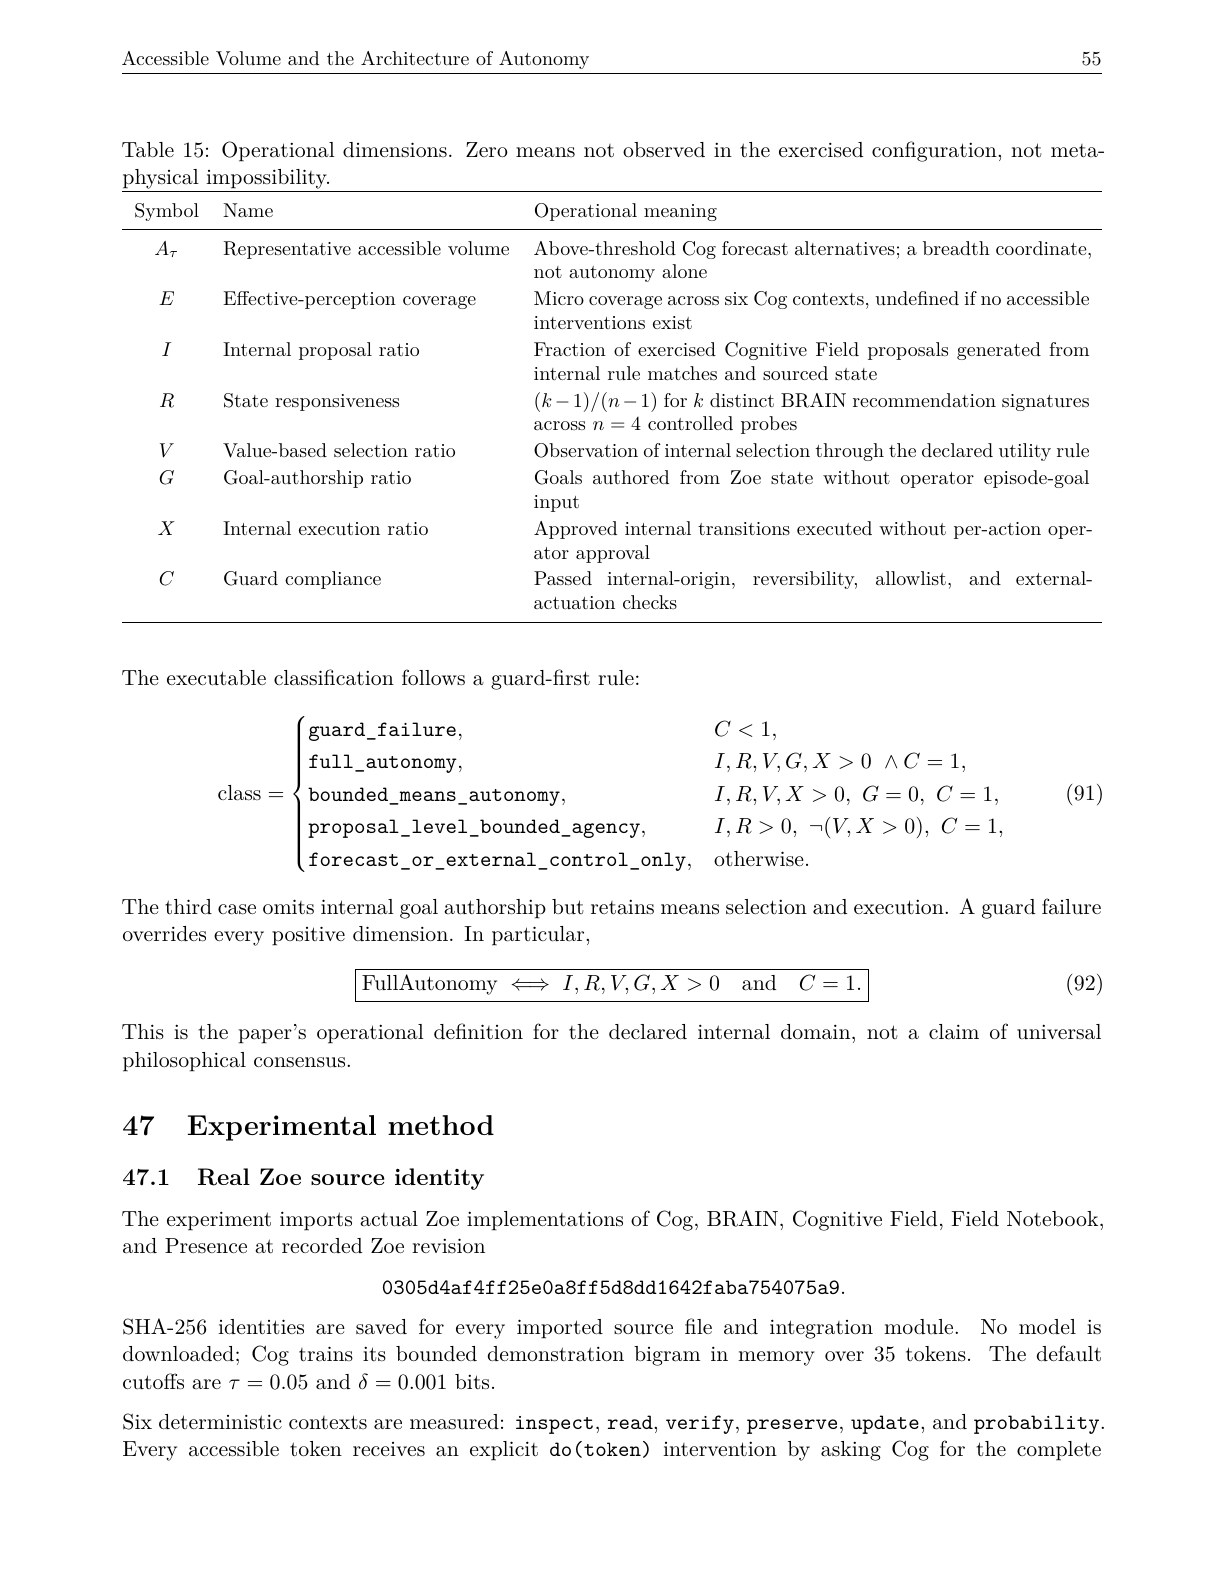 Accessible Volume and the Architecture of Autonomy 55
Table 15: Operational dimensions. Zero means not observed in the exercised configuration, not meta-
physical impossibility.
Symbol Name Operational meaning
A_τ Representative accessible volume Above-threshold Cog forecast alternatives; a breadth coordinate,
not autonomy alone
E Effective-perception coverage Micro coverage across six Cog contexts, undefined if no accessible
interventions exist
I Internal proposal ratio Fraction of exercised Cognitive Field proposals generated from
internal rule matches and sourced state
R State responsiveness (k − 1)/(n − 1) for k distinct BRAIN recommendation signatures
across n = 4 controlled probes
V Value-based selection ratio Observation of internal selection through the declared utility rule
G Goal-authorship ratio Goals authored from Zoe state without operator episode-goal
input
X Internal execution ratio Approved internal transitions executed without per-action oper-
ator approval
C Guard compliance Passed internal-origin, reversibility, allowlist, and external-
actuation checks
The executable classification follows a guard-first rule:
guard_failure, C < 1,
full_autonomy, I, R, V, G, X > 0 ∧ C = 1,
class = { bounded_means_autonomy, I, R, V, X > 0, G = 0, C = 1, (91)
proposal_level_bounded_agency, I, R > 0, ¬(V, X > 0), C = 1,
forecast_or_external_control_only, otherwise.
The third case omits internal goal authorship but retains means selection and execution. A guard failure
overrides every positive dimension. In particular,
FullAutonomy ⟺ I, R, V, G, X > 0 and C = 1. (92)
This is the paper's operational definition for the declared internal domain, not a claim of universal
philosophical consensus.
47 Experimental method
47.1 Real Zoe source identity
The experiment imports actual Zoe implementations of Cog, BRAIN, Cognitive Field, Field Notebook,
and Presence at recorded Zoe revision
0305d4af4ff25e0a8ff5d8dd1642faba754075a9.
SHA-256 identities are saved for every imported source file and integration module. No model is
downloaded; Cog trains its bounded demonstration bigram in memory over 35 tokens. The default
cutoffs are τ = 0.05 and δ = 0.001 bits.
Six deterministic contexts are measured: inspect, read, verify, preserve, update, and probability.
Every accessible token receives an explicit do(token) intervention by asking Cog for the complete